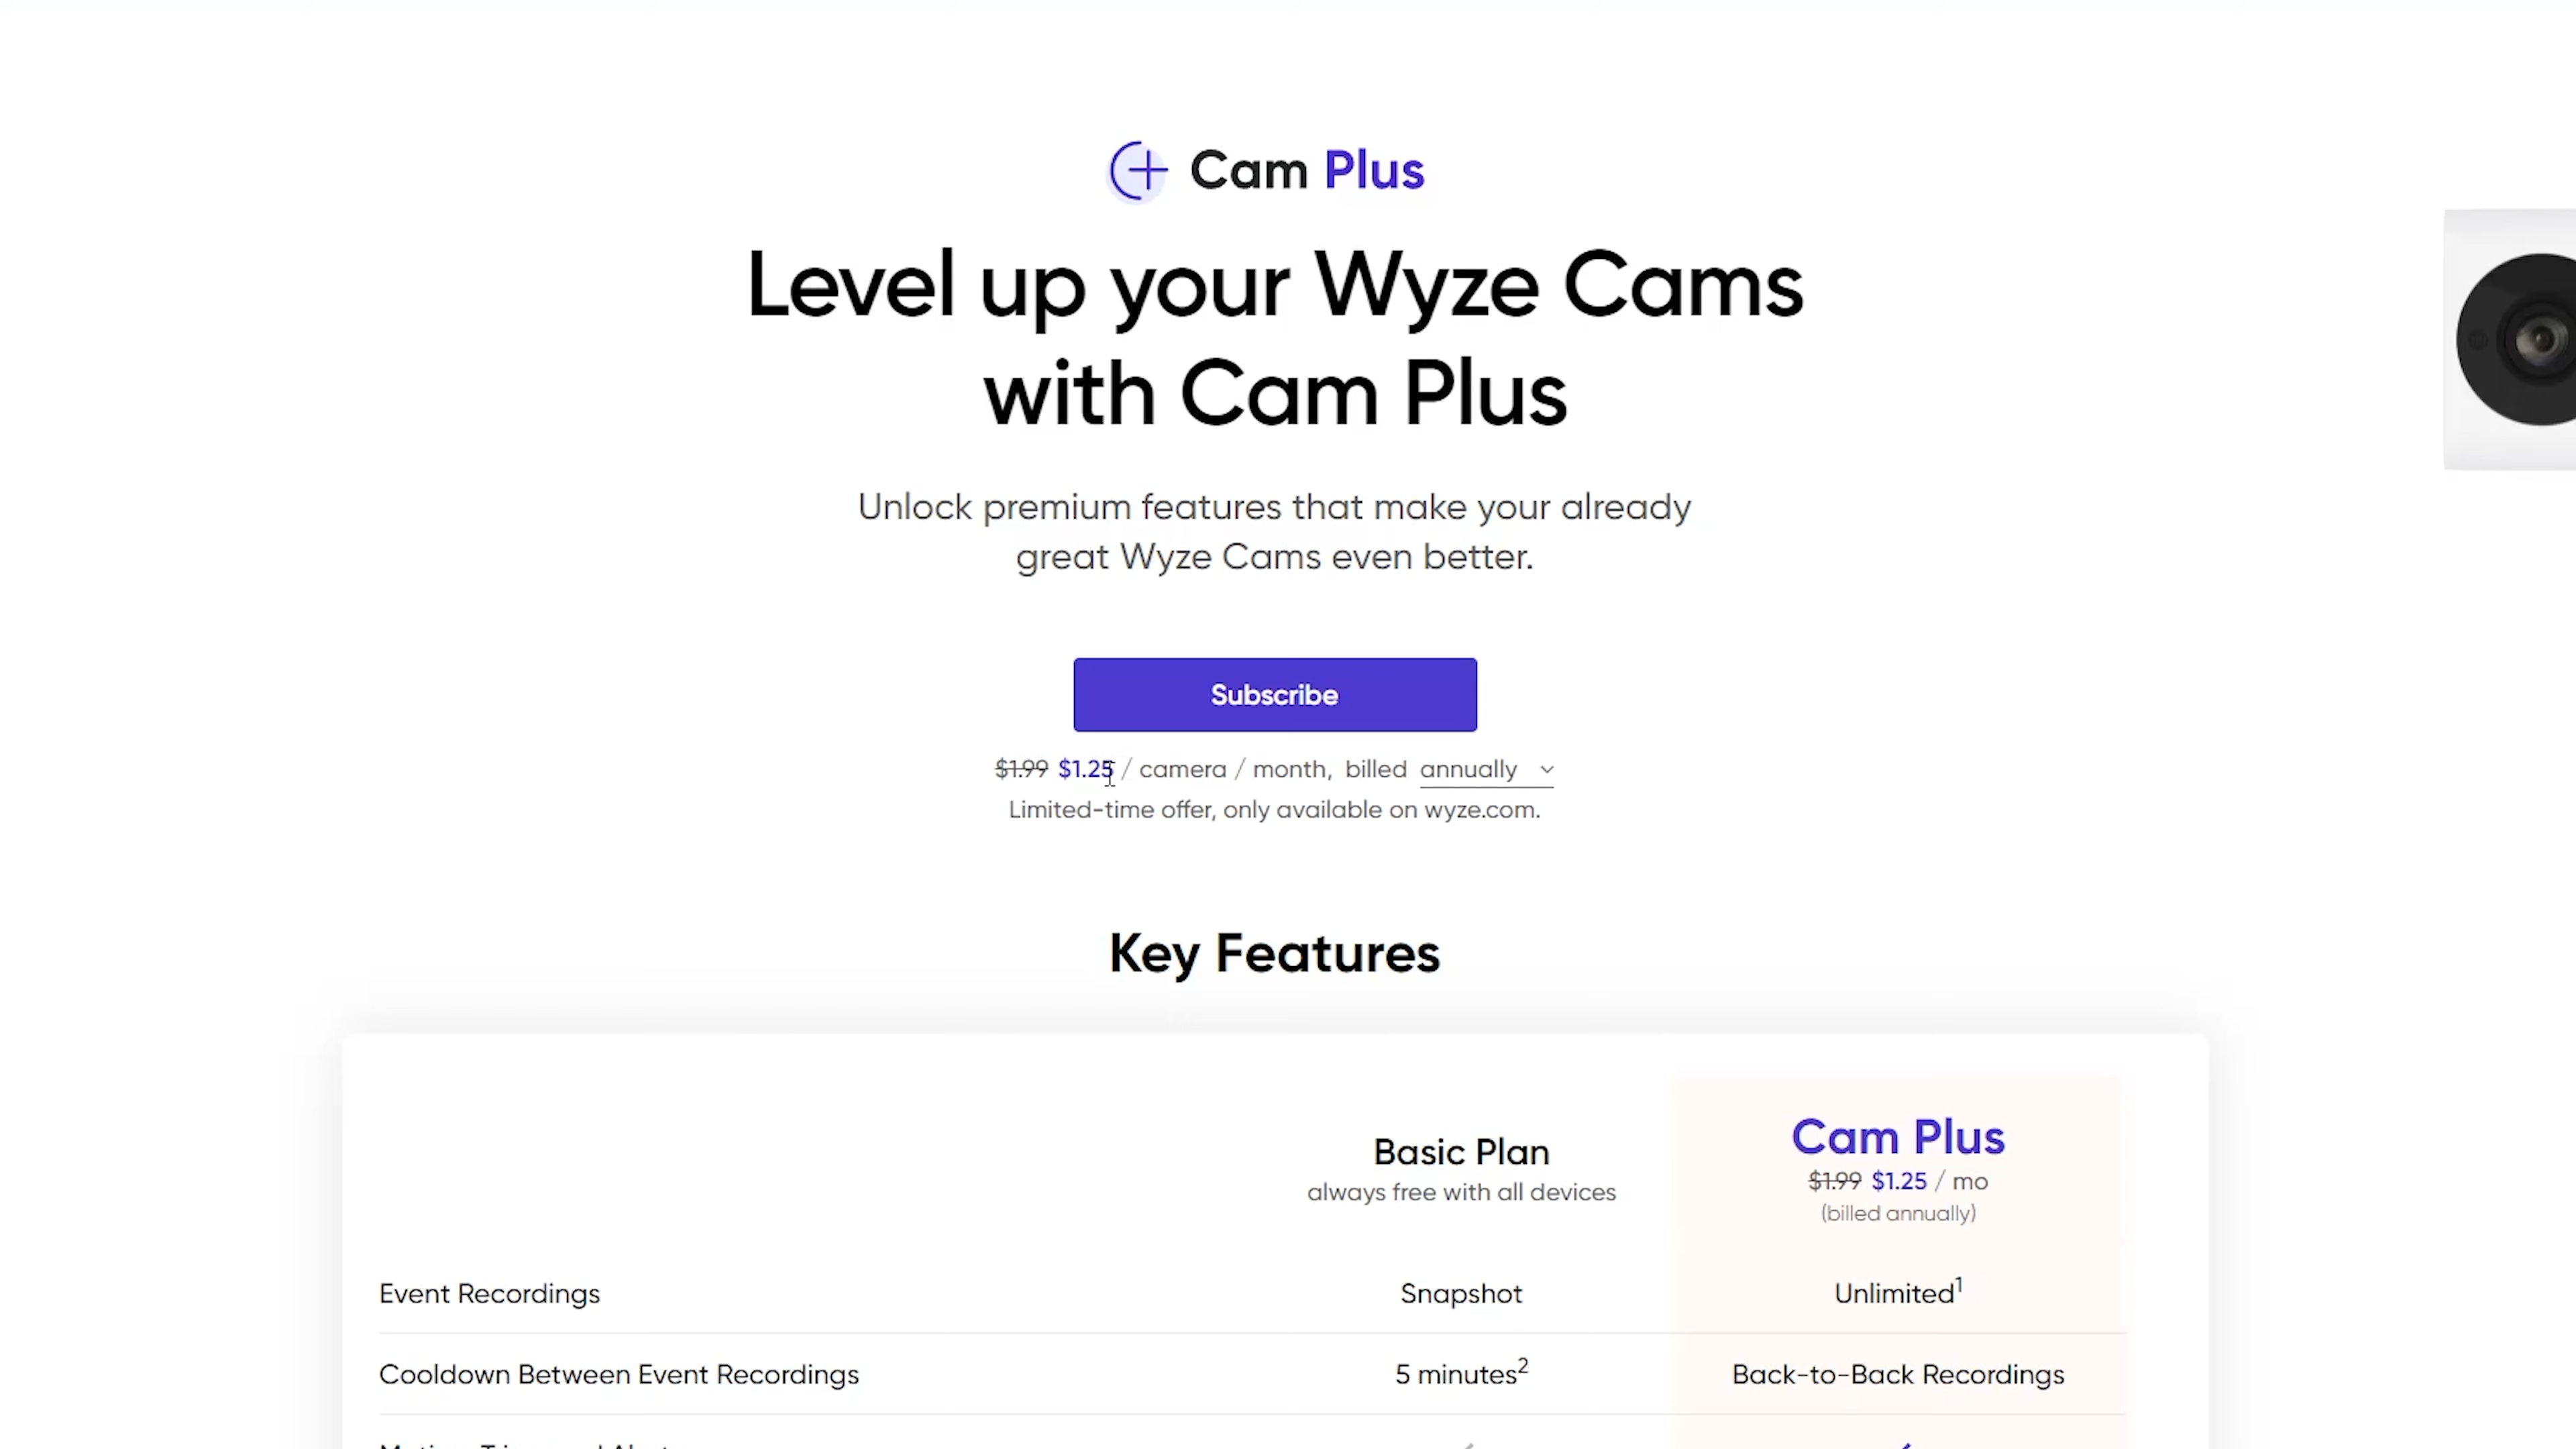 Cam Plus
Level up your Wyze Cams
with Cam Plus
Unlock premium features that make your already
great Wyze Cams even better.
Subscribe
$1.99 $1.25 / camera / month, billed annually
Limited-time offer, only available on wyze.com.
Key Features
Basic Plan
always free with all devices
Cam Plus
$1.99 $1.25 / mo
(billed annually)
Event Recordings Snapshot Unlimited¹
Cooldown Between Event Recordings 5 minutes² Back-to-Back Recordings